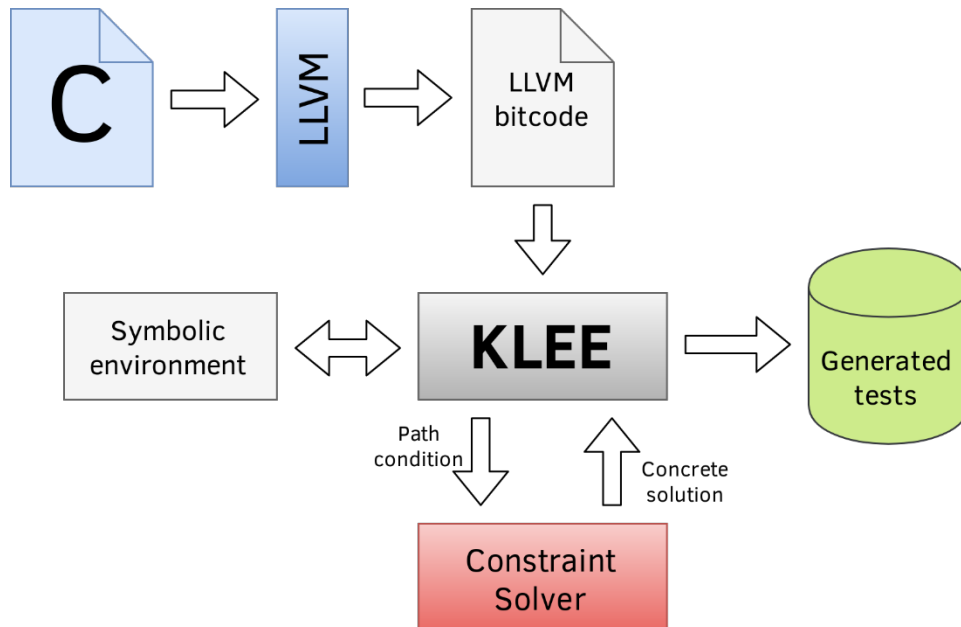 C
LLVM
LLVM
bitcode
Symbolic
environment
KLEE
Generated
tests
Path
condition
Concrete
solution
Constraint
Solver